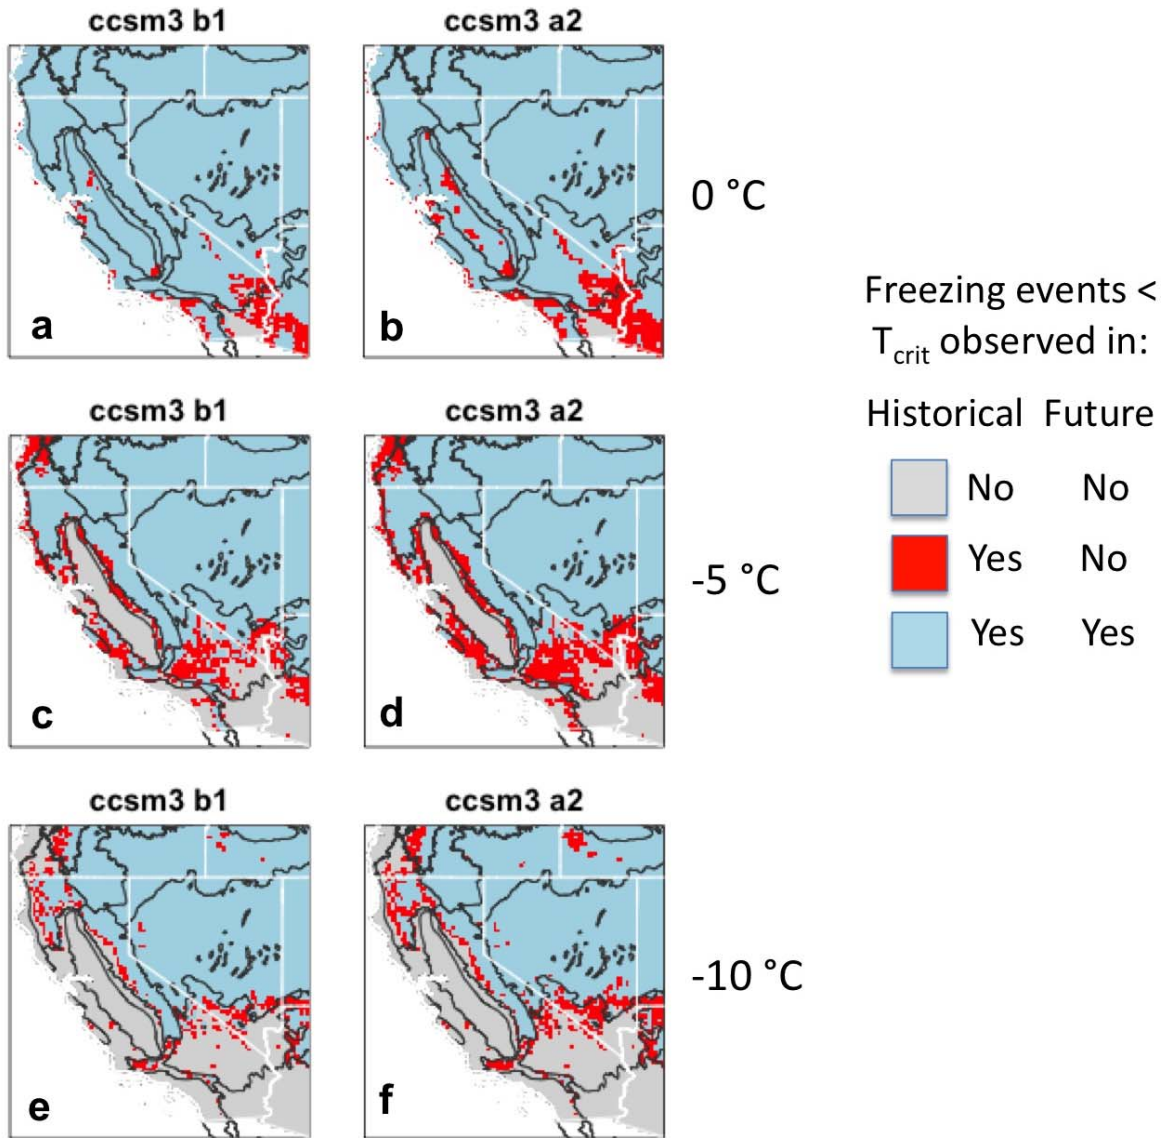 ccsm3 b1
ccsm3 a2
a
b
0 °C
ccsm3 b1
ccsm3 a2
c
d
-5 °C
ccsm3 b1
ccsm3 a2
e
f
-10 °C
Freezing events <
Tcrit observed in:
Historical Future
No No
Yes No
Yes Yes